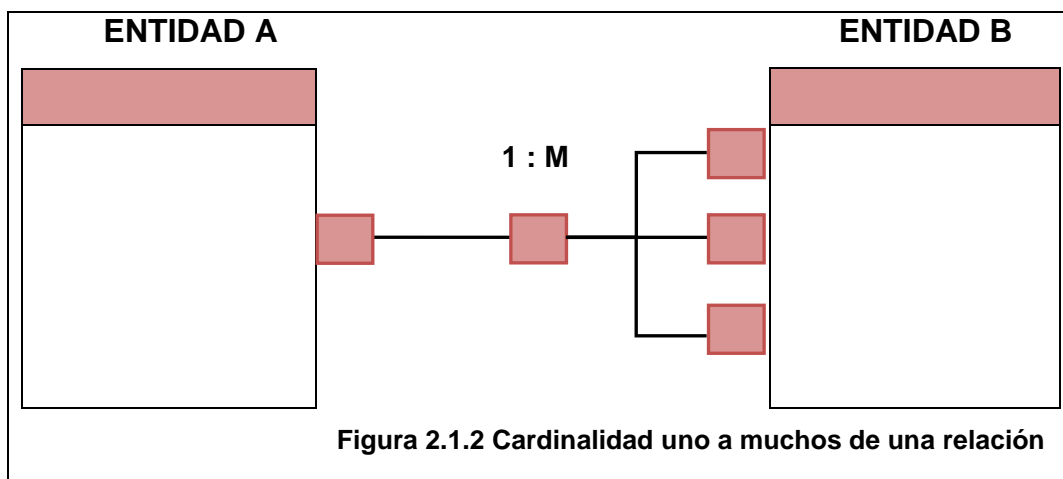 ENTIDAD A
ENTIDAD B
1 : M
Figura 2.1.2 Cardinalidad uno a muchos de una relación